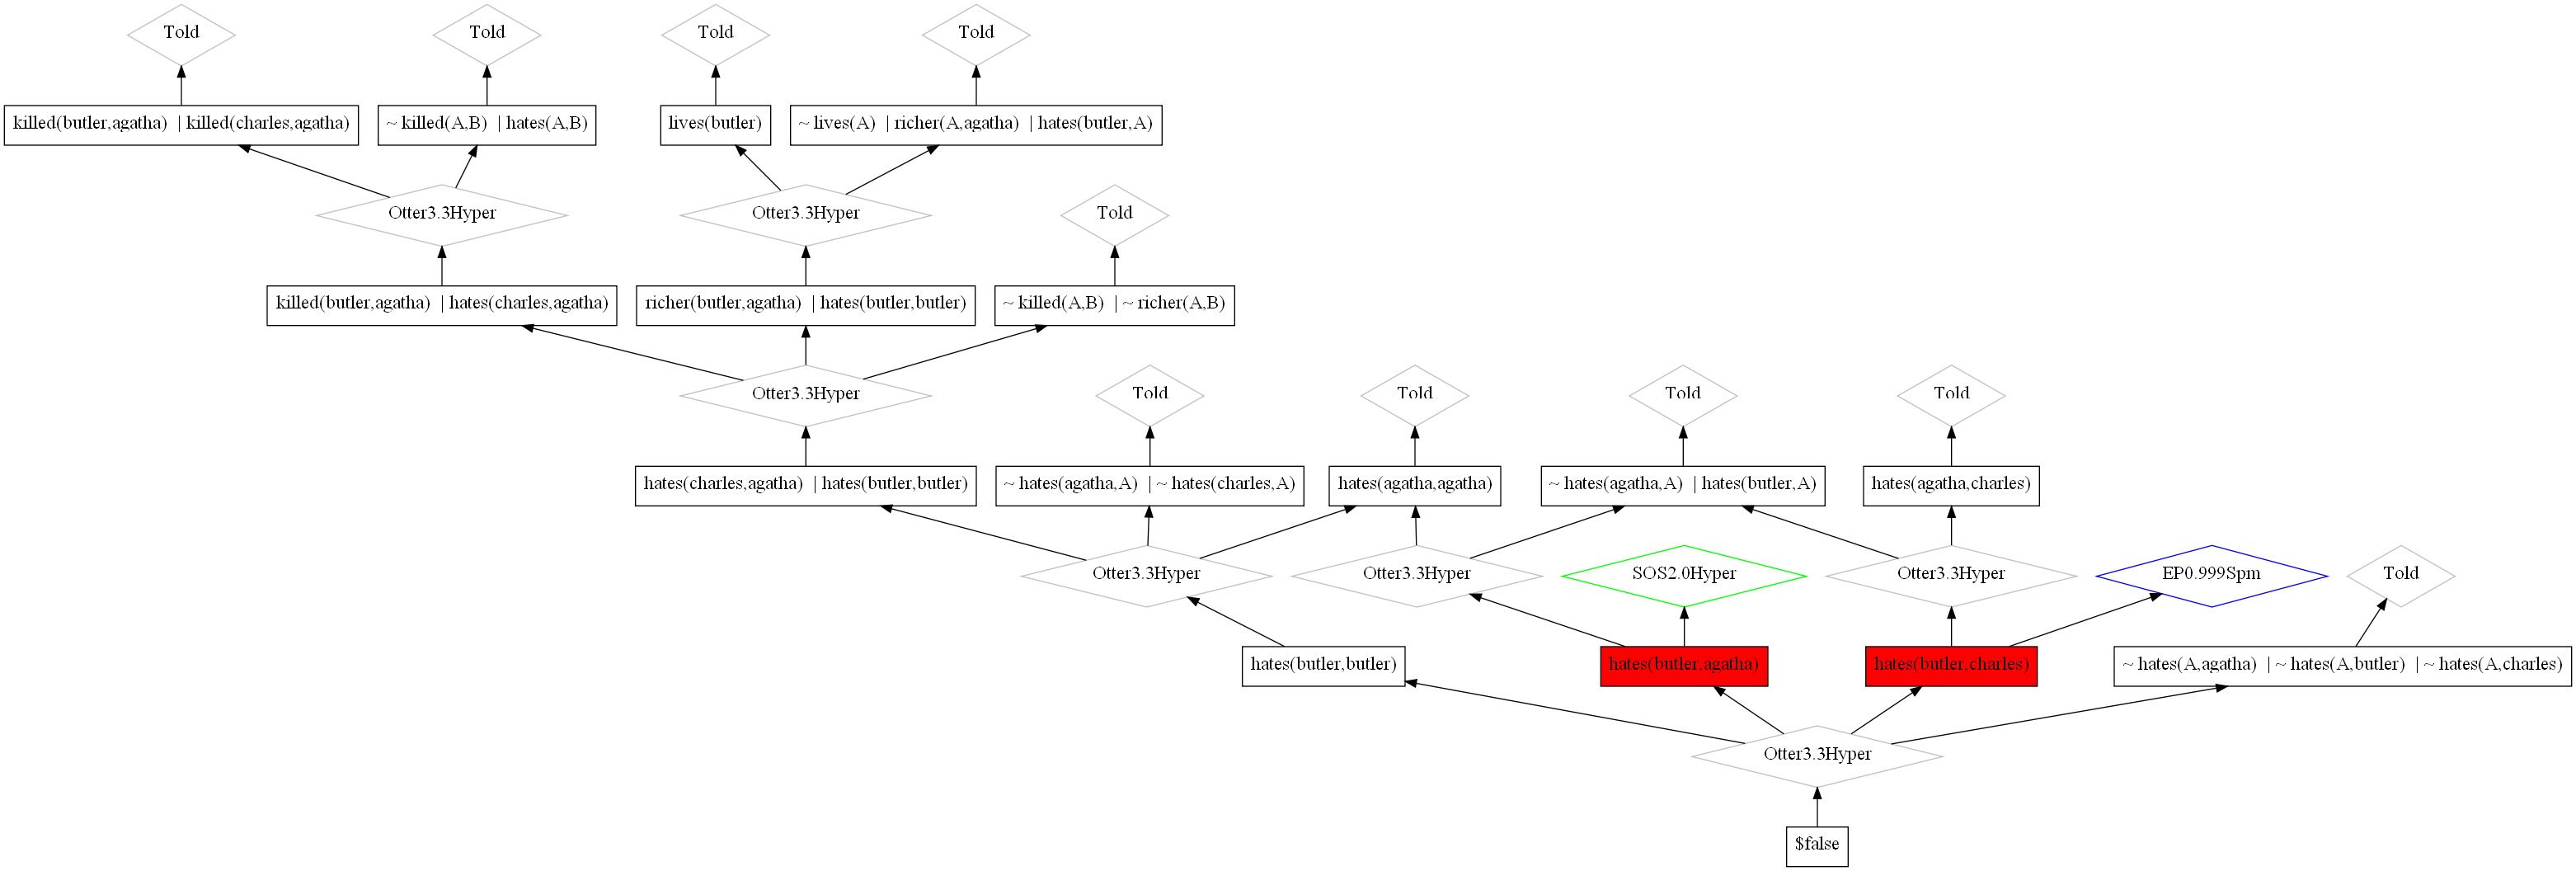 Told
Told
Told
Told
killed(butler,agatha) | killed(charles,agatha)
~ killed(A,B) | hates(A,B)
lives(butler)
~ lives(A) | richer(A,agatha) | hates(butler,A)
Otter3.3Hyper
Otter3.3Hyper
Told
killed(butler,agatha) | hates(charles,agatha)
richer(butler,agatha) | hates(butler,butler)
~ killed(A,B) | ~ richer(A,B)
Otter3.3Hyper
Told
Told
Told
Told
hates(charles,agatha) | hates(butler,butler)
~ hates(agatha,A) | ~ hates(charles,A)
hates(agatha,agatha)
~ hates(agatha,A) | hates(butler,A)
hates(agatha,charles)
Otter3.3Hyper
Otter3.3Hyper
SOS2.0Hyper
Otter3.3Hyper
EP0.999Spm
Told
hates(butler,butler)
hates(butler,agatha)
hates(butler,charles)
~ hates(A,agatha) | ~ hates(A,butler) | ~ hates(A,charles)
Otter3.3Hyper
$false